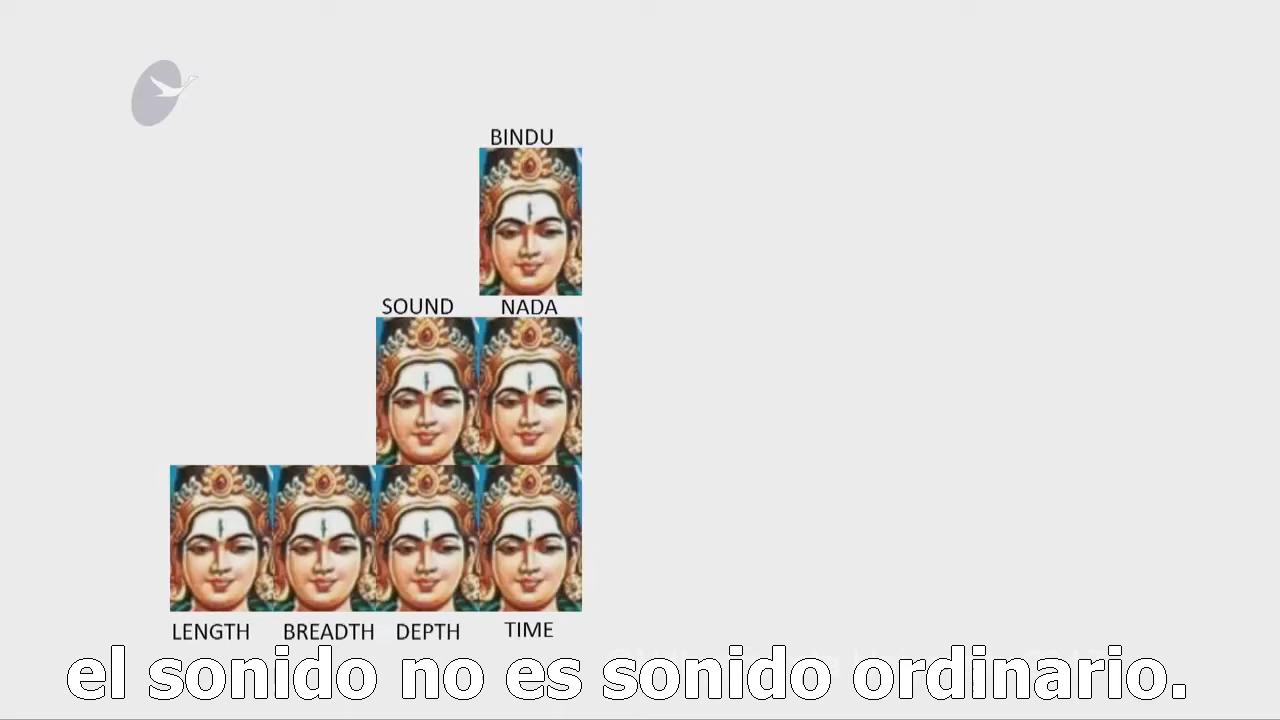 BINDU
SOUND NADA
LENGTH BREADTH DEPTH TIME
el sonido no es sonido ordinario.